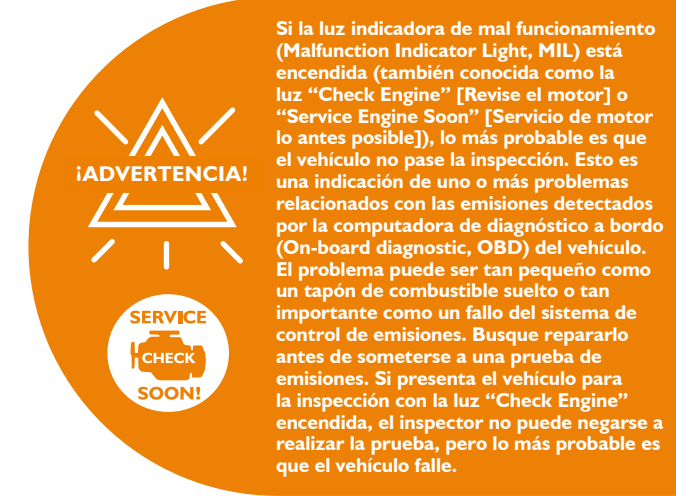 Si la luz indicadora de mal funcionamiento
(Malfunction Indicator Light, MIL) está
encendida (también conocida como la
luz “Check Engine” [Revise el motor] o
“Service Engine Soon” [Servicio de motor
lo antes posible]), lo más probable es que
el vehículo no pase la inspección. Esto es
una indicación de uno o más problemas
relacionados con las emisiones detectados
por la computadora de diagnóstico a bordo
(On-board diagnostic, OBD) del vehículo.
El problema puede ser tan pequeño como
un tapón de combustible suelto o tan
importante como un fallo del sistema de
control de emisiones. Busque repararlo
antes de someterse a una prueba de
emisiones. Si presenta el vehículo para
la inspección con la luz “Check Engine”
encendida, el inspector no puede negarse a
realizar la prueba, pero lo más probable es
que el vehículo falle.
¡ADVERTENCIA!
SERVICE
CHECK
SOON!